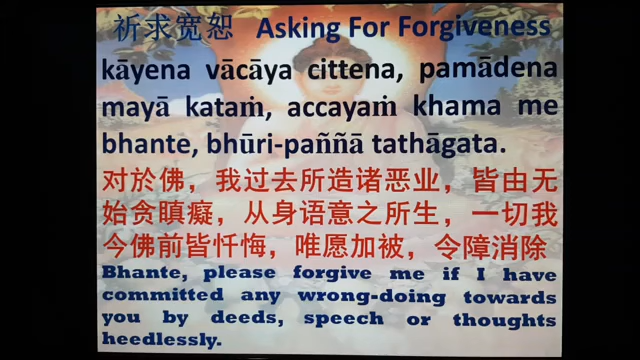 祈求宽恕 Asking For Forgiveness
kāyena vācāya cittena, pamādena
mayā kataṁ, accayaṁ khama me
bhante, bhūri-paññā tathāgata.
对於佛，我过去所造诸恶业，皆由无
始贪瞋癡，从身语意之所生，一切我
今佛前皆忏悔，唯愿加被，令障消除
Bhante, please forgive me if I have
committed any wrong-doing towards
you by deeds, speech or thoughts
heedlessly.